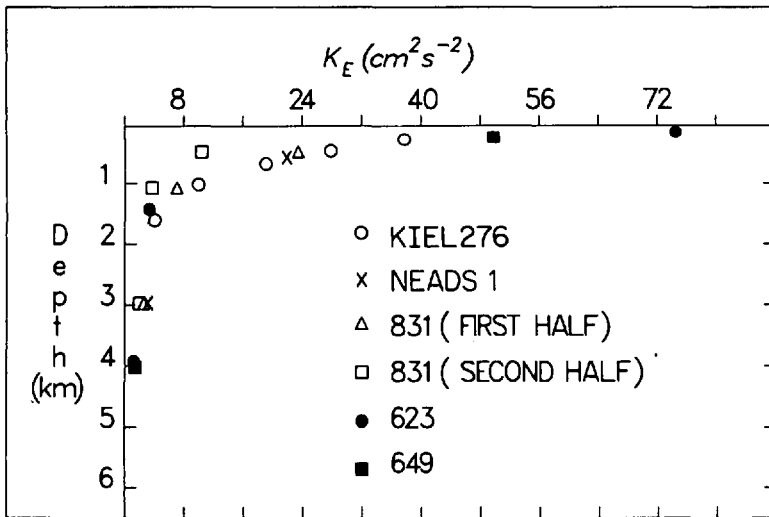 K_E (cm²s⁻²)
8 24 40 56 72
1
2
3
4
5
6
Depth (km)
KIEL276
NEADS 1
831 (FIRST HALF)
831 (SECOND HALF)
623
649